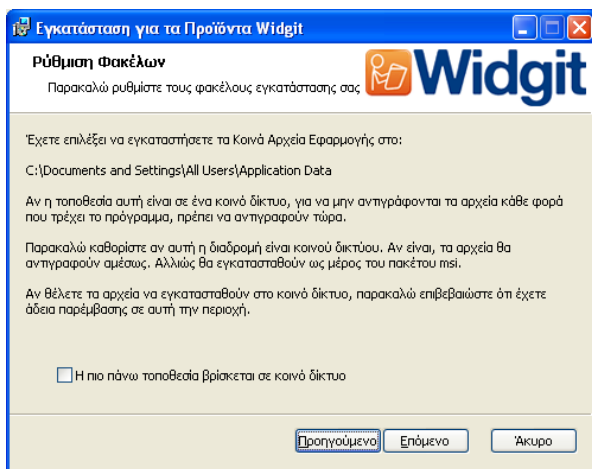 Εγκατάσταση για τα Προϊόντα Widgit
Ρύθμιση Φακέλων
Παρακαλώ ρυθμίστε τους φακέλους εγκατάστασης σας
Widgit
Έχετε επιλέξει να εγκαταστήσετε τα Κοινά Αρχεία Εφαρμογής στο:
C:\Documents and Settings\All Users\Application Data
Αν η τοποθεσία αυτή είναι σε ένα κοινό δίκτυο, για να μην αντιγράφονται τα αρχεία κάθε φορά
που τρέχει το πρόγραμμα, πρέπει να αντιγραφούν τώρα.
Παρακαλώ καθορίστε αν αυτή η διαδρομή είναι κοινού δικτύου. Αν είναι, τα αρχεία θα
αντιγραφούν αμέσως. Αλλιώς θα εγκατασταθούν ως μέρος του πακέτου msi.
Αν θέλετε τα αρχεία να εγκατασταθούν στο κοινό δίκτυο, παρακαλώ επιβεβαιώστε ότι έχετε
άδεια παρέμβασης σε αυτή την περιοχή.
Η πιο πάνω τοποθεσία βρίσκεται σε κοινό δίκτυο
Προηγούμενο Επόμενο Άκυρο